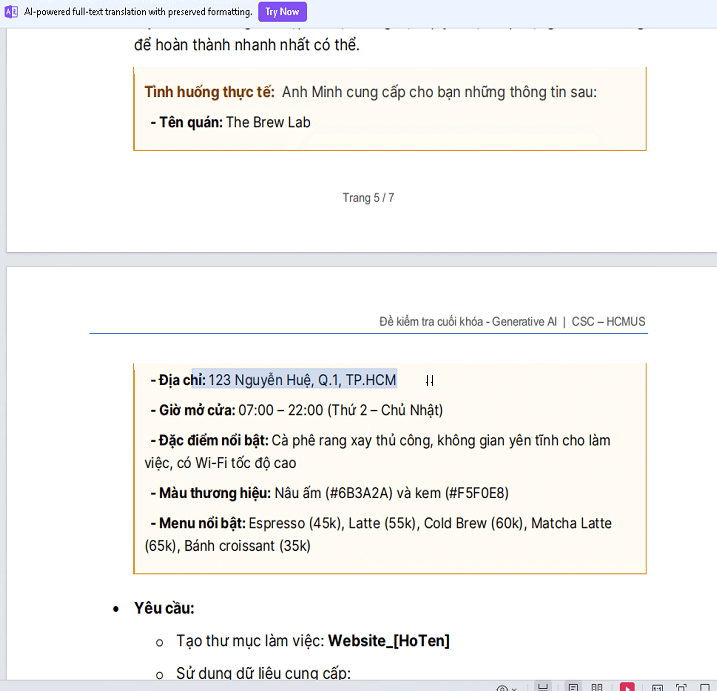 AI-powered full-text translation with preserved formatting. Try Now
để hoàn thành nhanh nhất có thể.
Tình huống thực tế: Anh Minh cung cấp cho bạn những thông tin sau:
- Tên quán: The Brew Lab
Trang 5 / 7
Đề kiểm tra cuối khóa - Generative AI | CSC – HCMUS
- Địa chỉ: 123 Nguyễn Huệ, Q.1, TP.HCM
- Giờ mở cửa: 07:00 – 22:00 (Thứ 2 – Chủ Nhật)
- Đặc điểm nổi bật: Cà phê rang xay thủ công, không gian yên tĩnh cho làm
việc, có Wi-Fi tốc độ cao
- Màu thương hiệu: Nâu ấm (#6B3A2A) và kem (#F5F0E8)
- Menu nổi bật: Espresso (45k), Latte (55k), Cold Brew (60k), Matcha Latte
(65k), Bánh croissant (35k)
• Yêu cầu:
o Tạo thư mục làm việc: Website_[HoTen]
o Sử dụng dữ liệu cung cấp: